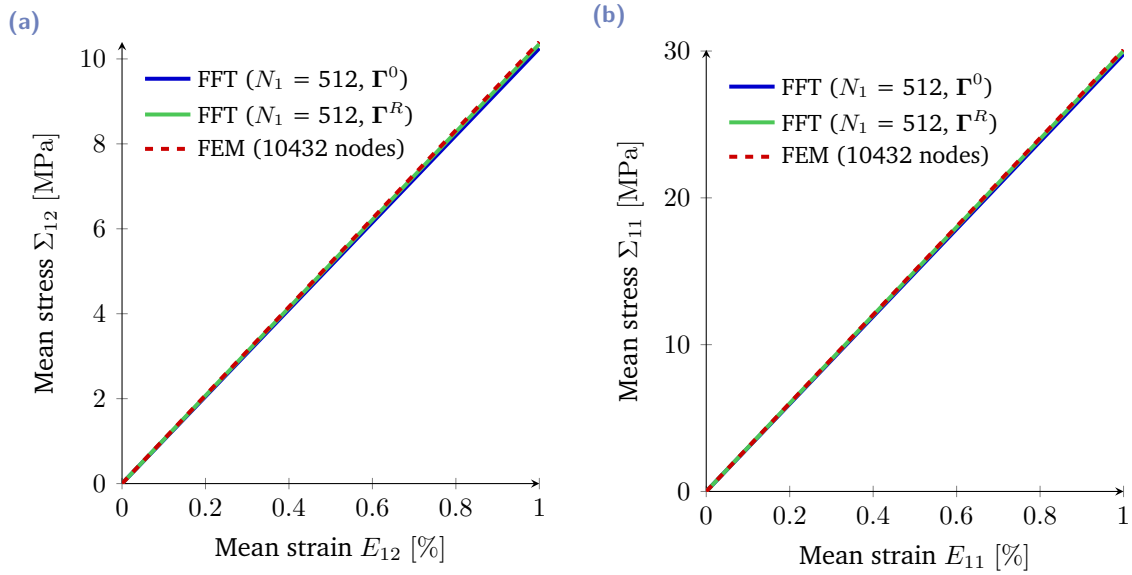 (a)
Mean stress Σ₁₂ [MPa]
10
8
6
4
2
0
FFT (N₁ = 512, Γ⁰)
FFT (N₁ = 512, Γᴿ)
FEM (10432 nodes)
0 0.2 0.4 0.6 0.8 1
Mean strain E₁₂ [%]
(b)
Mean stress Σ₁₁ [MPa]
30
20
10
0
FFT (N₁ = 512, Γ⁰)
FFT (N₁ = 512, Γᴿ)
FEM (10432 nodes)
0 0.2 0.4 0.6 0.8 1
Mean strain E₁₁ [%]